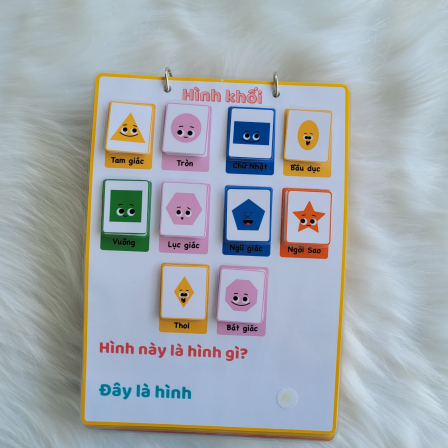 Hình khối
Tam giác Tròn Chữ Nhật Bầu dục
Vuông Lục giác Ngũ giác Ngôi Sao
Thoi Bát giác
Hình này là hình gì?
Đây là hình